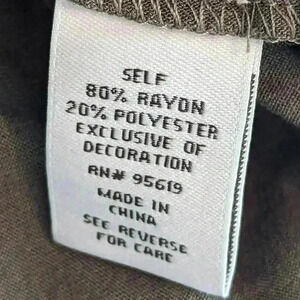 SELF
80% RAYON
20% POLYESTER
EXCLUSIVE OF
DECORATION
RN# 95619
MADE IN
CHINA
SEE REVERSE
FOR CARE